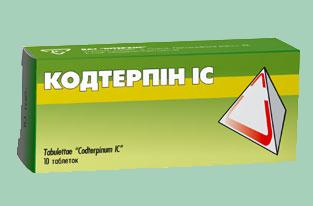 КОДТЕРПІН ІС
Tabulettae "Codterpinum IC"
10 таблеток